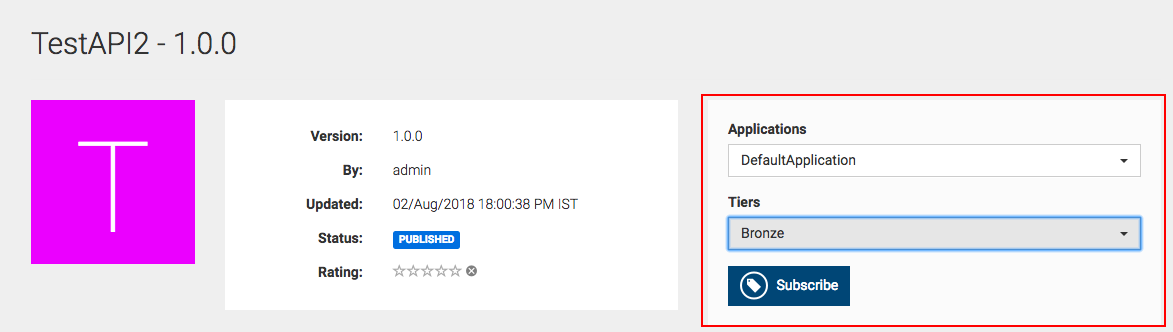 TestAPI2 - 1.0.0
T
Version: 1.0.0
By: admin
Updated: 02/Aug/2018 18:00:38 PM IST
Status: PUBLISHED
Rating:
Applications
DefaultApplication
Tiers
Bronze
Subscribe